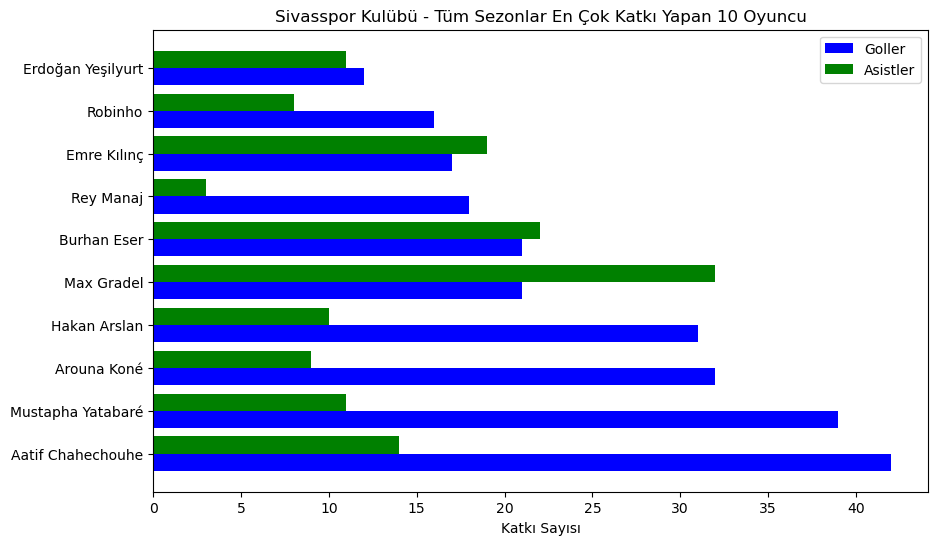 Sivasspor Kulübü - Tüm Sezonlar En Çok Katkı Yapan 10 Oyuncu
Goller
Asistler
Erdoğan Yeşilyurt
Robinho
Emre Kılınç
Rey Manaj
Burhan Eser
Max Gradel
Hakan Arslan
Arouna Koné
Mustapha Yatabaré
Aatif Chahechouhe
0 5 10 15 20 25 30 35 40
Katkı Sayısı